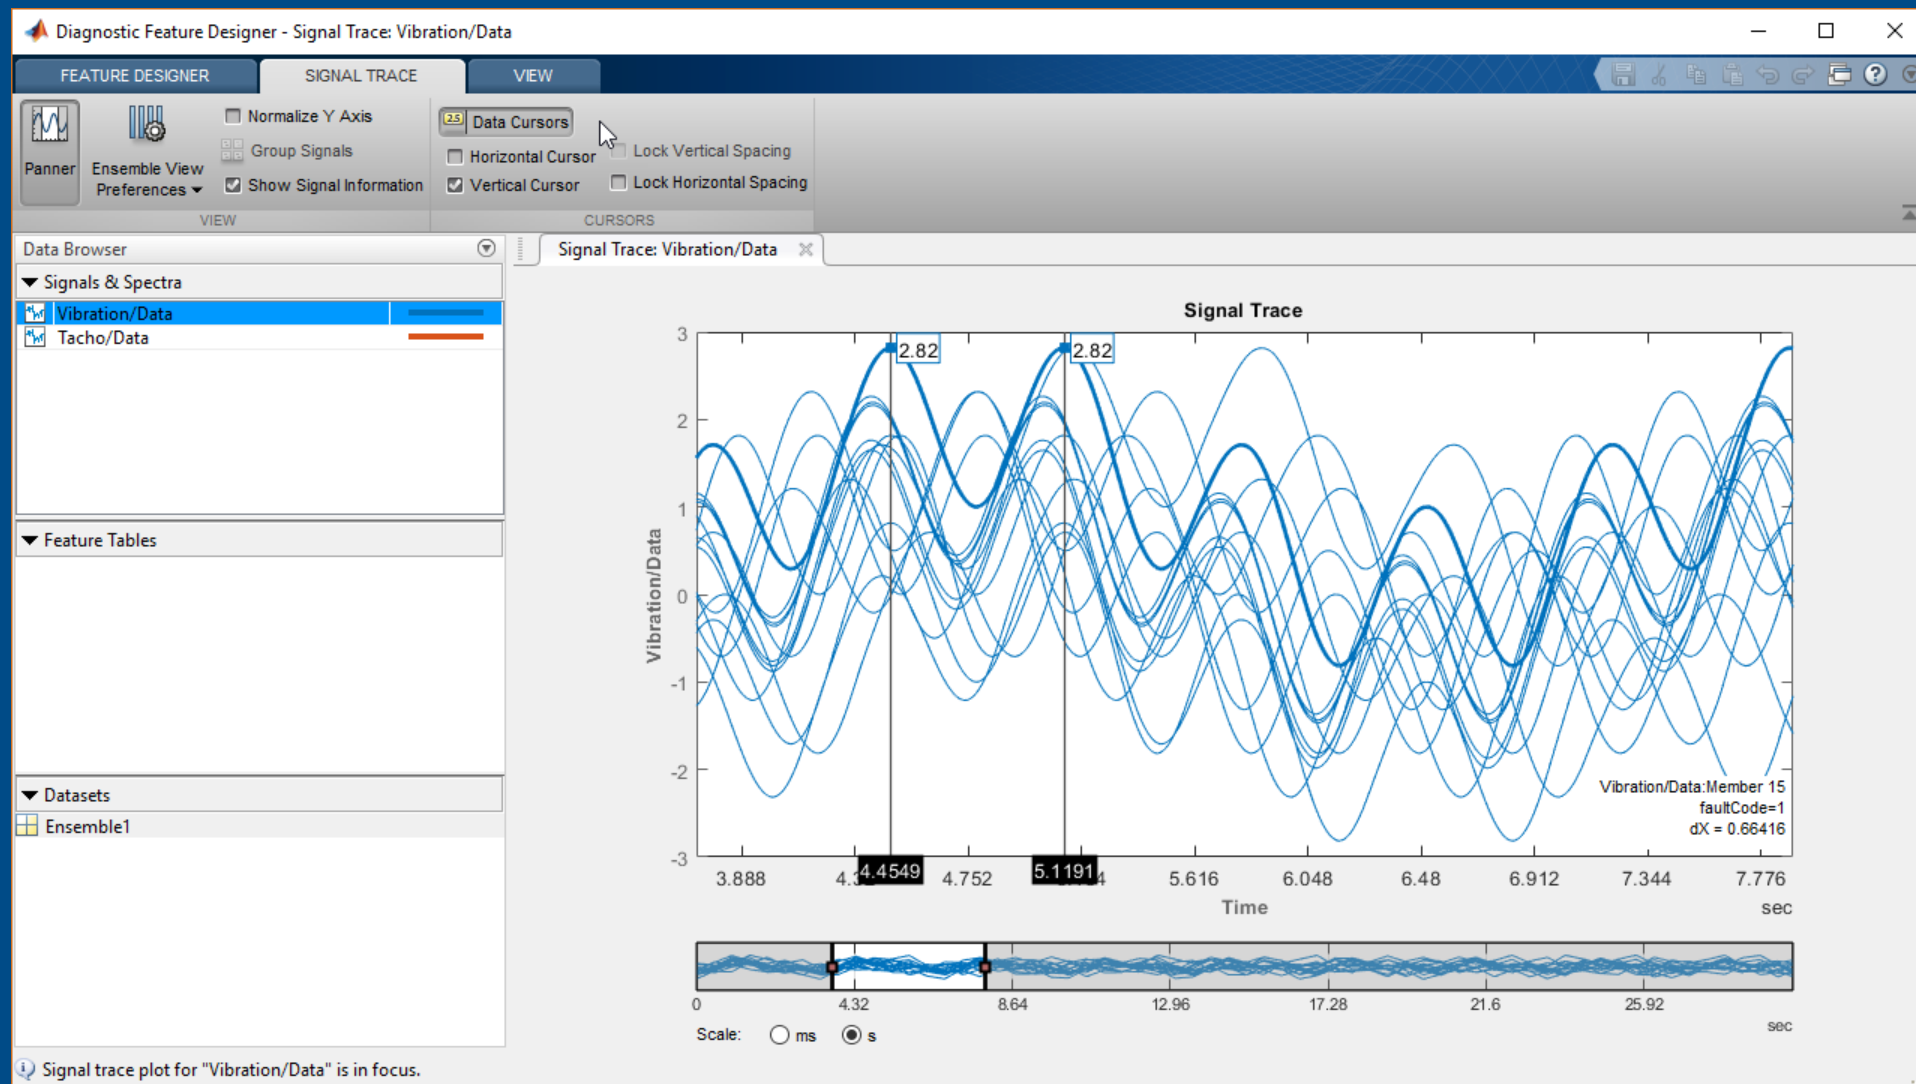 Diagnostic Feature Designer - Signal Trace: Vibration/Data
FEATURE DESIGNER SIGNAL TRACE VIEW
Panner
Ensemble View
Preferences
Normalize Y Axis
Group Signals
Show Signal Information
VIEW
2.5 Data Cursors
Horizontal Cursor
Vertical Cursor
Lock Vertical Spacing
Lock Horizontal Spacing
CURSORS
Data Browser
Signals & Spectra
Vibration/Data
Tacho/Data
Feature Tables
Datasets
Ensemble1
Signal Trace: Vibration/Data
Signal Trace
3
2
1
0
-1
-2
-3
Vibration/Data
2.82 2.82
Vibration/Data:Member 15
faultCode=1
dX = 0.66416
3.888 4.4549 4.752 5.1191 5.616 6.048 6.48 6.912 7.344 7.776
Time
sec
0 4.32 8.64 12.96 17.28 21.6 25.92
sec
Scale: ms s
Signal trace plot for "Vibration/Data" is in focus.